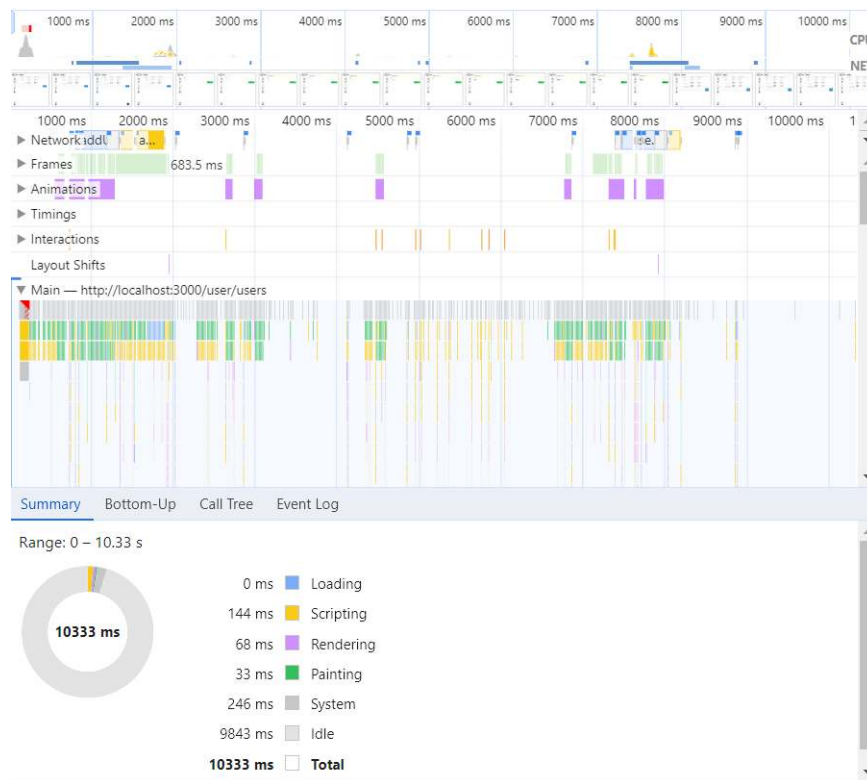 1000 ms 2000 ms 3000 ms 4000 ms 5000 ms 6000 ms 7000 ms 8000 ms 9000 ms 10000 ms
CPU
NET
1000 ms 2000 ms 3000 ms 4000 ms 5000 ms 6000 ms 7000 ms 8000 ms 9000 ms 10000 ms 1
Network addU a... se.
Frames 683.5 ms
Animations
Timings
Interactions
Layout Shifts
Main — http://localhost:3000/user/users
Summary Bottom-Up Call Tree Event Log
Range: 0 – 10.33 s
10333 ms
0 ms Loading
144 ms Scripting
68 ms Rendering
33 ms Painting
246 ms System
9843 ms Idle
10333 ms Total